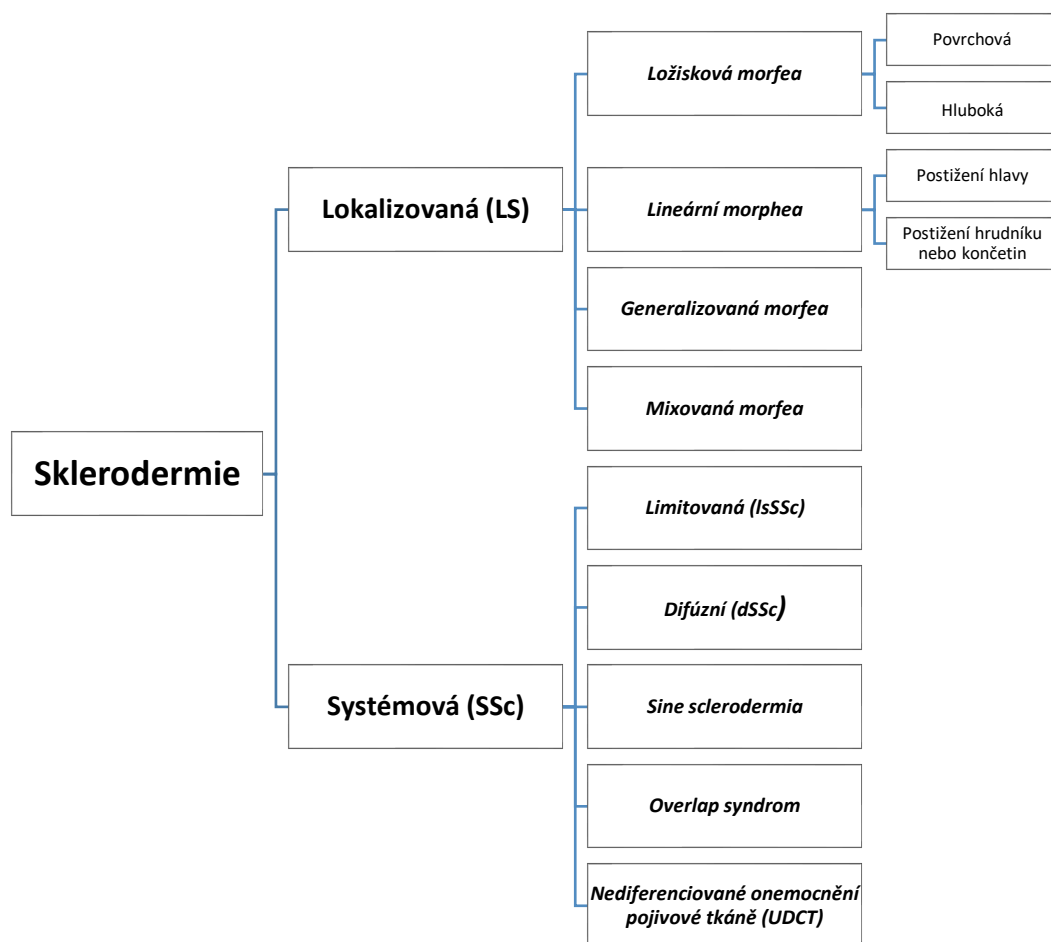 Sklerodermie
Lokalizovaná (LS)
Ložisková morfea
Povrchová
Hluboká
Lineární morphea
Postižení hlavy
Postižení hrudníku
nebo končetin
Generalizovaná morfea
Mixovaná morfea
Systémová (SSc)
Limitovaná (lsSSc)
Difúzní (dSSc)
Sine sclerodermia
Overlap syndrom
Nediferenciované onemocnění
pojivové tkáně (UDCT)